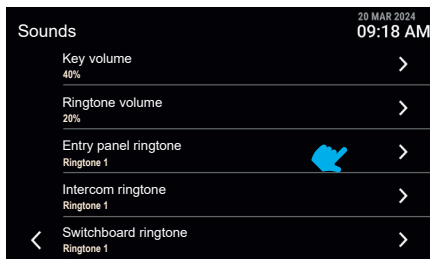 Sounds
20 MAR 2024
09:18 AM
Key volume
40%
Ringtone volume
20%
Entry panel ringtone
Ringtone 1
Intercom ringtone
Ringtone 1
Switchboard ringtone
Ringtone 1